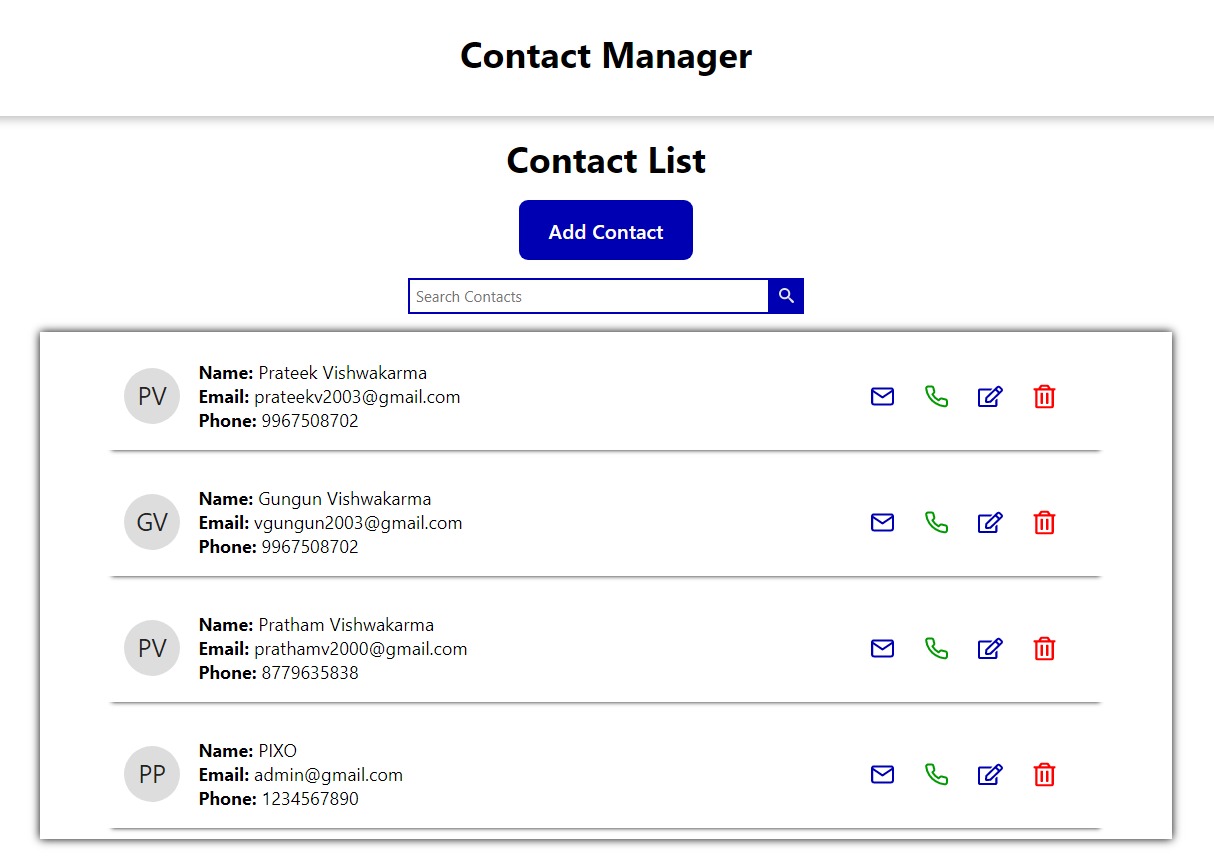 Contact Manager
Contact List
Add Contact
Search Contacts
PV
Name: Prateek Vishwakarma
Email: prateekv2003@gmail.com
Phone: 9967508702
GV
Name: Gungun Vishwakarma
Email: vgungun2003@gmail.com
Phone: 9967508702
PV
Name: Pratham Vishwakarma
Email: prathamv2000@gmail.com
Phone: 8779635838
PP
Name: PIXO
Email: admin@gmail.com
Phone: 1234567890